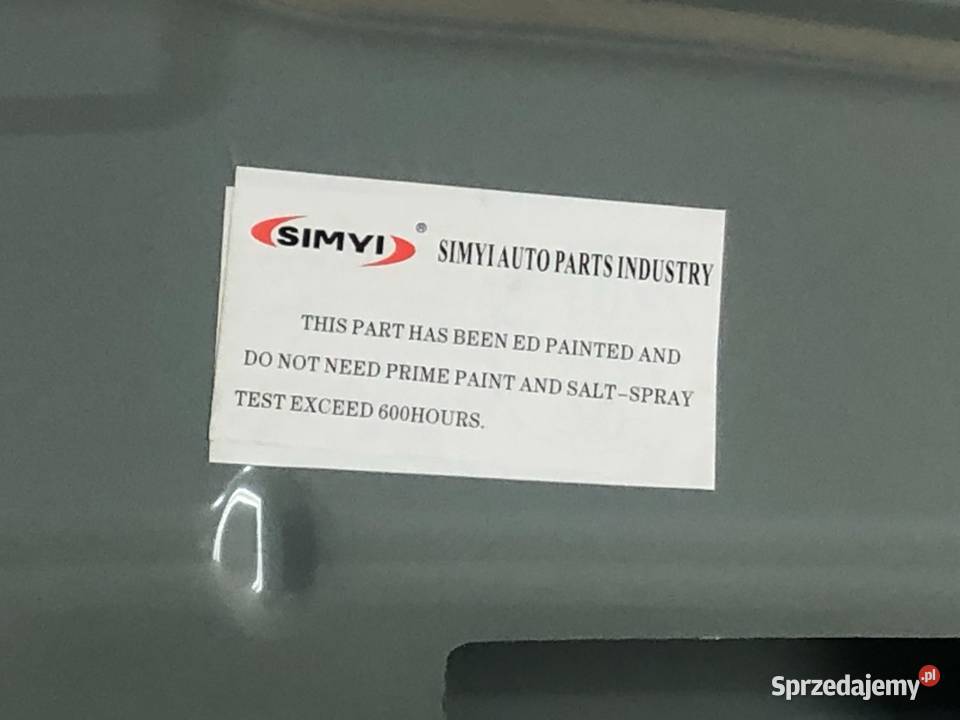 SIMYI® SIMYI AUTO PARTS INDUSTRY
THIS PART HAS BEEN ED PAINTED AND
DO NOT NEED PRIME PAINT AND SALT-SPRAY
TEST EXCEED 600HOURS.
Sprzedajemy.pl